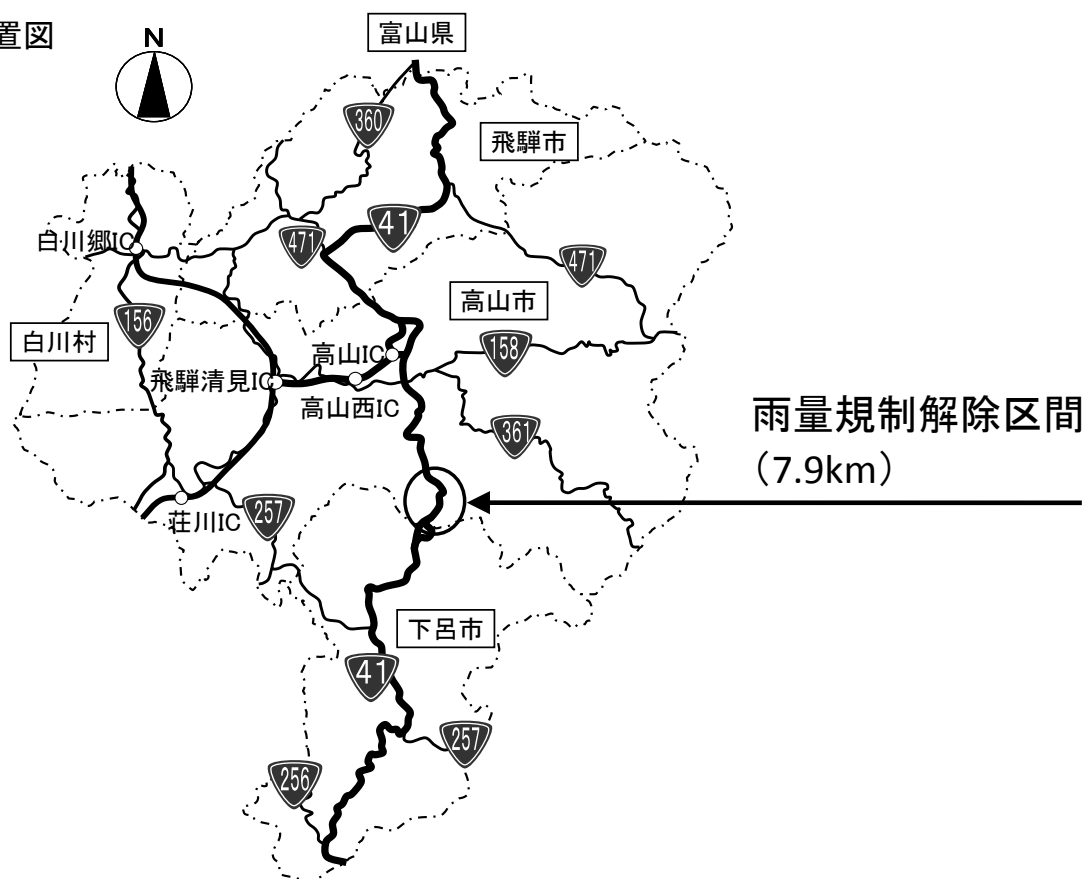 置図
N
富山県
360
飛騨市
41
白川郷IC
471
471
高山市
156
158
白川村
高山IC
飛騨清見IC
高山西IC
雨量規制解除区間
361
（7.9km）
荘川IC
257
下呂市
41
257
256